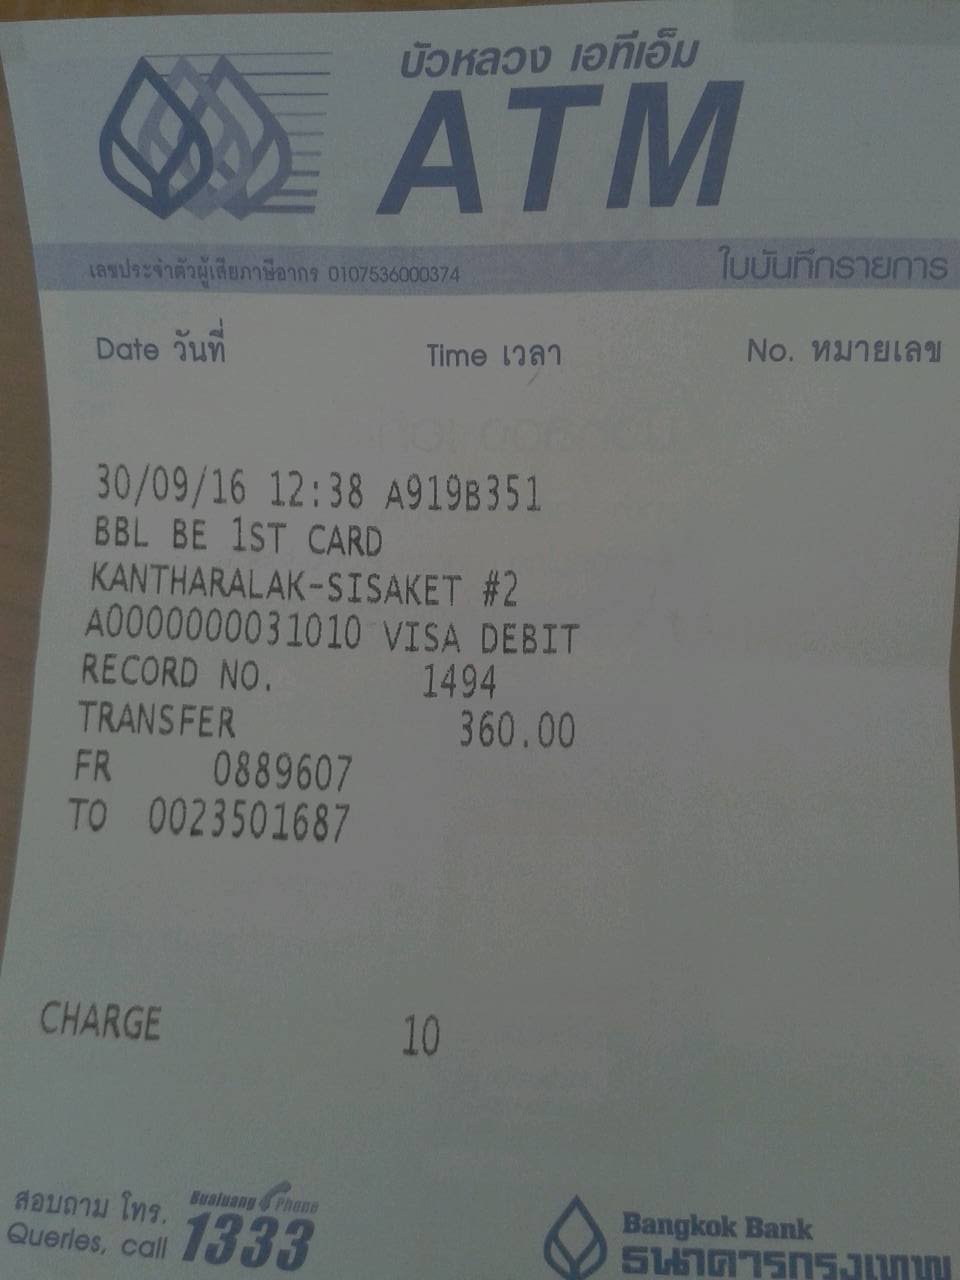 บัวหลวง เอทีเอ็ม
ATM
เลขประจำตัวผู้เสียภาษีอากร 0107536000374 ใบบันทึกรายการ
Date วันที่ Time เวลา No. หมายเลข
30/09/16 12:38 A919B351
BBL BE 1ST CARD
KANTHARALAK-SISAKET #2
A0000000031010 VISA DEBIT
RECORD NO. 1494
TRANSFER 360.00
FR 0889607
TO 0023501687
CHARGE 10
สอบถาม โทร. Bualuang Phone
Queries, call 1333
Bangkok Bank
ธนาคารกรุงเทพ